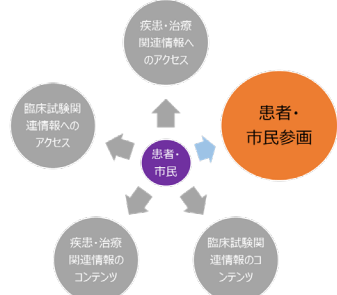 疾患・治療
関連情報へ
のアクセス
臨床試験関
連情報への
アクセス
患者・
市民参画
患者・
市民
疾患・治療
関連情報の
コンテンツ
臨床試験関
連情報のコ
ンテンツ